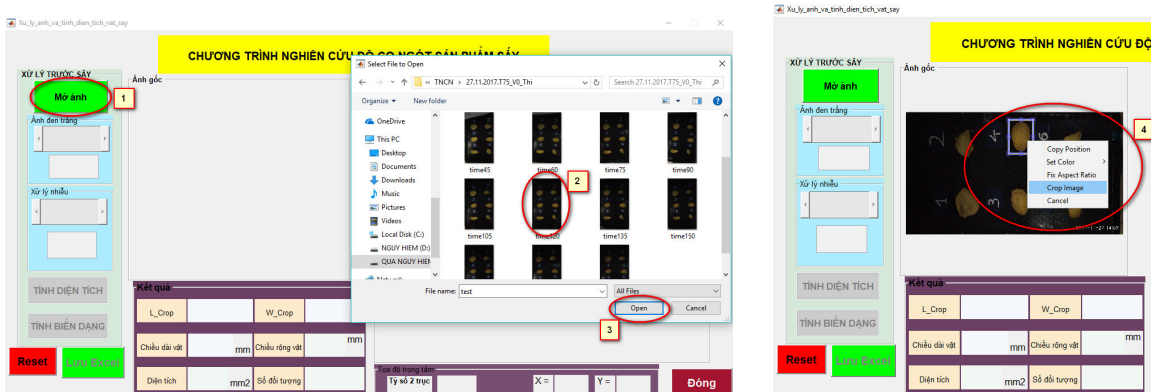 Xu_ly_anh_va_tinh_dien_tich_vat_say
CHƯƠNG TRÌNH NGHIÊN CỨU ĐỘ CO NGÓT SẢN PHẨM SẤY
XỬ LÝ TRƯỚC SẤY
Mở ảnh
1
Ảnh gốc
Ảnh đen trắng
Xử lý nhiễu
TÍNH DIỆN TÍCH
TÍNH BIẾN DẠNG
Reset
Lưu Excel
Kết quả
L_Crop
W_Crop
Chiều dài vật
mm
Chiều rộng vật
mm
Diện tích
mm2
Số đối tượng
Tọa độ trọng tâm
Tỷ số 2 trục
X =
Y =
Đóng
Select File to Open
« TNCN › 27.11.2017.T75_V0_Thi
Search 27.11.2017.T75_V0_Thi
Organize
New folder
OneDrive
This PC
Desktop
Documents
Downloads
Music
Pictures
Videos
Local Disk (C:)
NGUY HIEM (D:)
QUA NGUY HIEN
Network
time45
time60
time75
time90
2
time105
time120
time135
time150
File name:
test
All Files
Open
Cancel
3
Xu_ly_anh_va_tinh_dien_tich_vat_say
CHƯƠNG TRÌNH NGHIÊN CỨU ĐỘ
XỬ LÝ TRƯỚC SẤY
Mở ảnh
Ảnh gốc
Ảnh đen trắng
Xử lý nhiễu
2
4
6
1
3
4
Copy Position
Set Color
Fix Aspect Ratio
Crop Image
Cancel
TÍNH DIỆN TÍCH
TÍNH BIẾN DẠNG
Reset
Lưu Excel
Kết quả
L_Crop
W_Crop
Chiều dài vật
mm
Chiều rộng vật
Diện tích
mm2
Số đối tượng